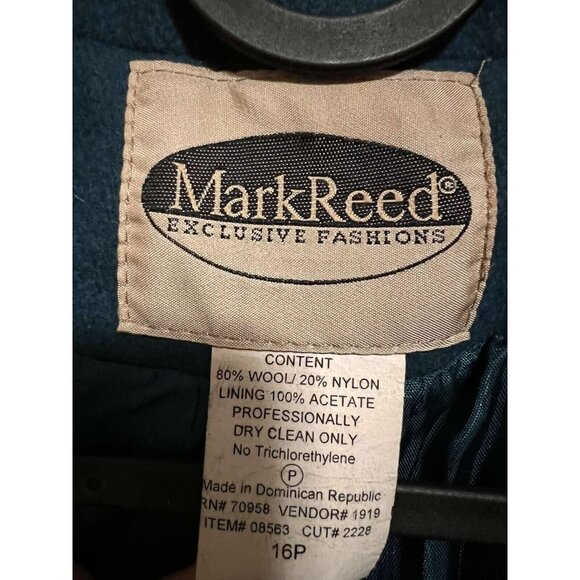 MarkReed®
EXCLUSIVE FASHIONS
CONTENT
80% WOOL/ 20% NYLON
LINING 100% ACETATE
PROFESSIONALLY
DRY CLEAN ONLY
No Trichlorethylene
P
Made in Dominican Republic
RN# 70958 VENDOR# 1919
ITEM# 08563 CUT# 2228
16P